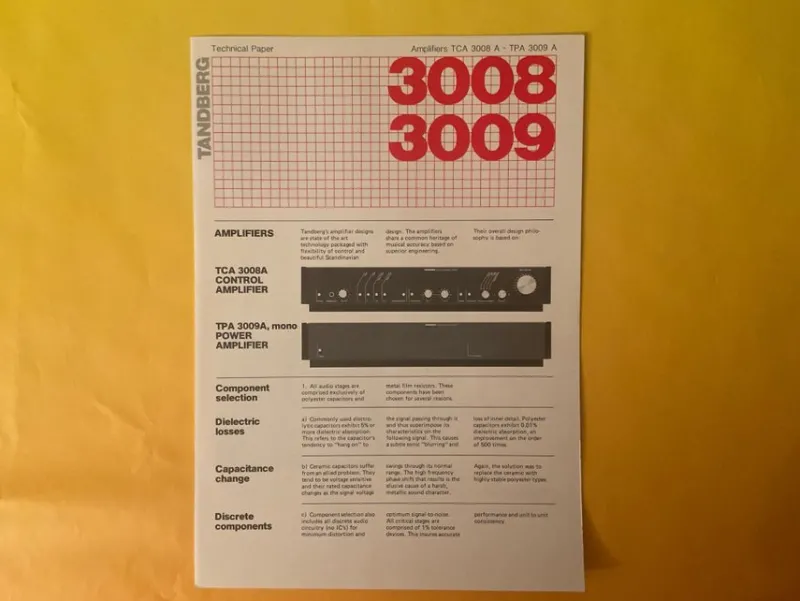 Technical Paper
Amplifiers TCA 3008 A - TPA 3009 A
TANDBERG
3008
3009
AMPLIFIERS
Tandberg's amplifier designs
are state of the art
technology packaged with
flexibility of control and
beautiful Scandinavian
design. The amplifiers
share a common heritage of
musical accuracy based on
superior engineering.
Their overall design philo-
sophy is based on:
TCA 3008A
CONTROL
AMPLIFIER
TPA 3009A, mono
POWER
AMPLIFIER
Component
selection
1. All audio stages are
comprised exclusively of
polyester capacitors and
metal film resistors. These
components have been
chosen for several reasons.
Dielectric
losses
a) Commonly used electro-
lytic capacitors exhibit 5% or
more dielectric absorption.
This refers to the capacitor's
tendency to "hang on" to
the signal passing through it
and thus superimpose its
characteristics on the
following signal. This causes
a subtle sonic "blurring" and
loss of inner detail. Polyester
capacitors exhibit 0.01%
dielectric absorption, an
improvement on the order
of 500 times.
Capacitance
change
b) Ceramic capacitors suffer
from an allied problem: They
tend to be voltage sensitive
and their rated capacitance
changes as the signal voltage
swings through its normal
range. The high frequency
phase shift that results is the
elusive cause of a harsh,
metallic sound character.
Again, the solution was to
replace the ceramic with
highly stable polyester types.
Discrete
components
c) Component selection also
includes all discrete audio
circuitry (no IC's) for
minimum distortion and
optimum signal-to-noise.
All critical stages are
comprised of 1% tolerance
devices. This insures accurate
performance and unit to unit
consistency.